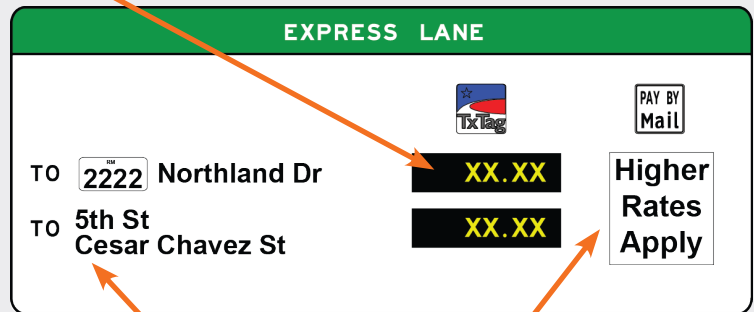 EXPRESS LANE
TxTag
PAY BY
Mail
TO RM 2222 Northland Dr
XX.XX
TO 5th St
Cesar Chavez St
XX.XX
Higher
Rates
Apply